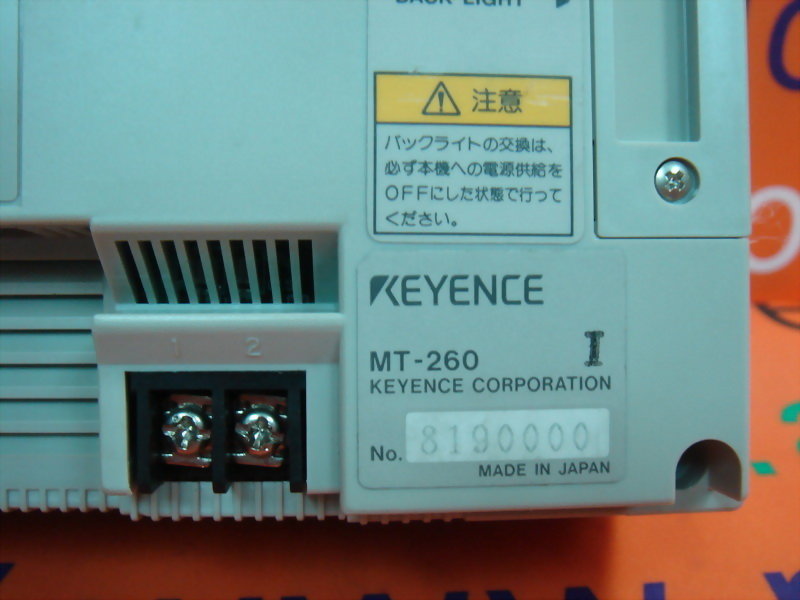 BACK LIGHT
注意
バックライトの交換は、
必ず本機への電源供給を
OFFにした状態で行って
ください。
KEYENCE
MT-260 I
KEYENCE CORPORATION
No. 8190000
MADE IN JAPAN
1 2